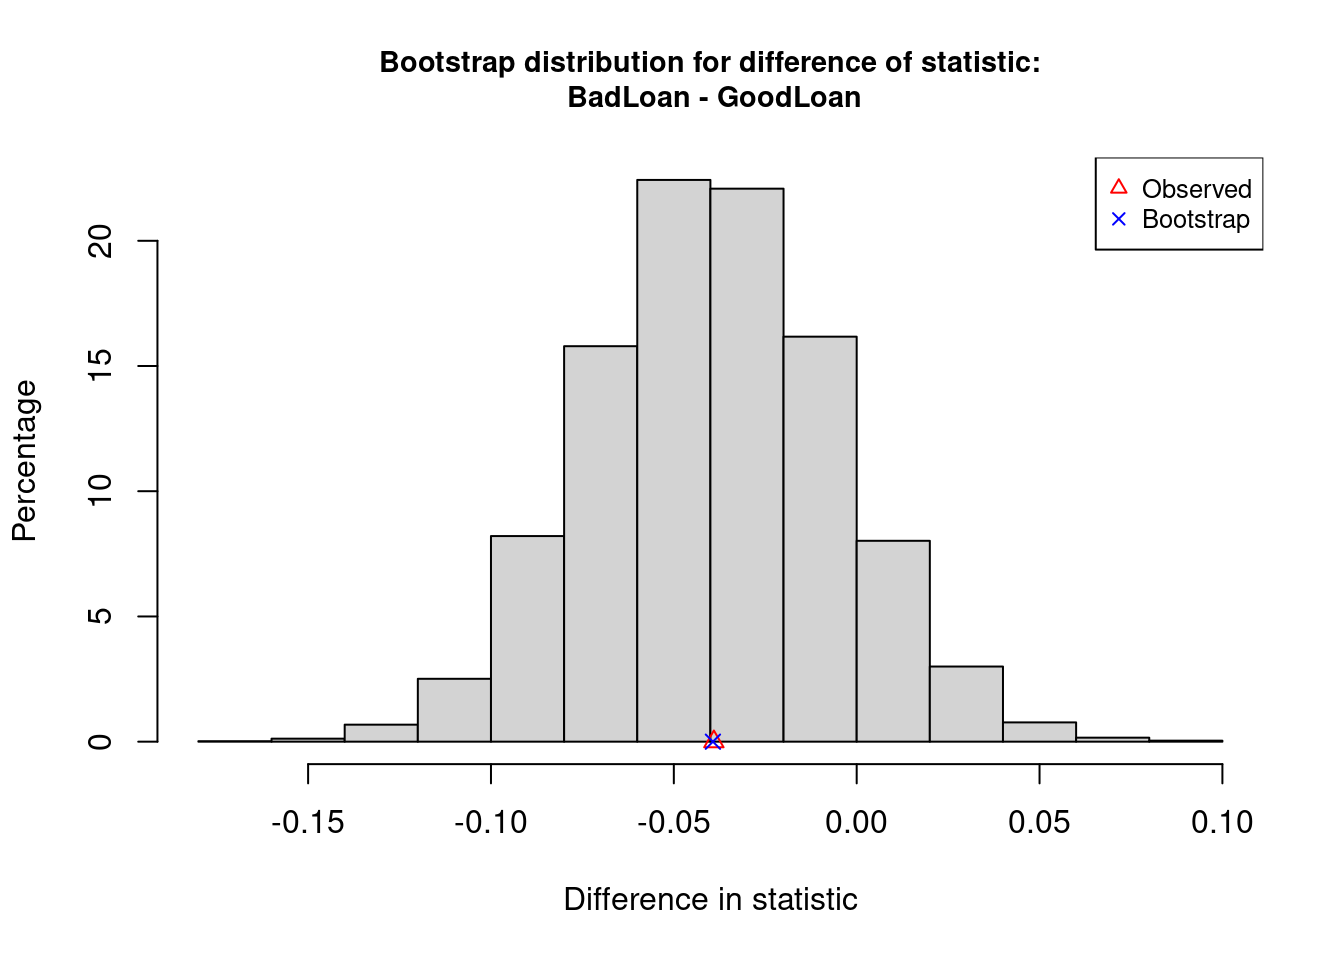 Bootstrap distribution for difference of statistic:
BadLoan - GoodLoan
Observed
Bootstrap
Percentage
20
15
10
5
0
-0.15 -0.10 -0.05 0.00 0.05 0.10
Difference in statistic